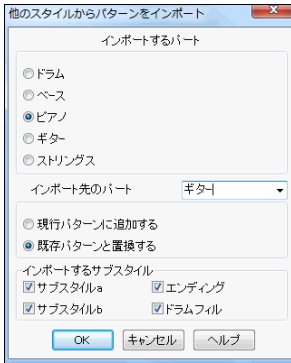 他のスタイルからパターンをインポート
インポートするパート
ドラム
ベース
ピアノ
ギター
ストリングス
インポート先のパート ギター
現行パターンに追加する
既存パターンと置換する
インポートするサブスタイル
サブスタイルa エンディング
サブスタイルb ドラムフィル
OK キャンセル ヘルプ